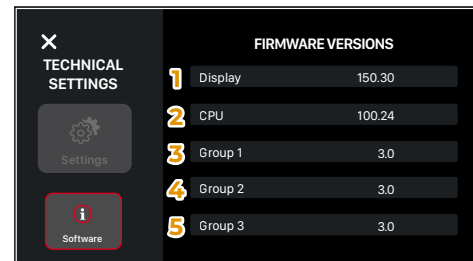 TECHNICAL
SETTINGS
Settings
Software
FIRMWARE VERSIONS
1 Display 150.30
2 CPU 100.24
3 Group 1 3.0
4 Group 2 3.0
5 Group 3 3.0